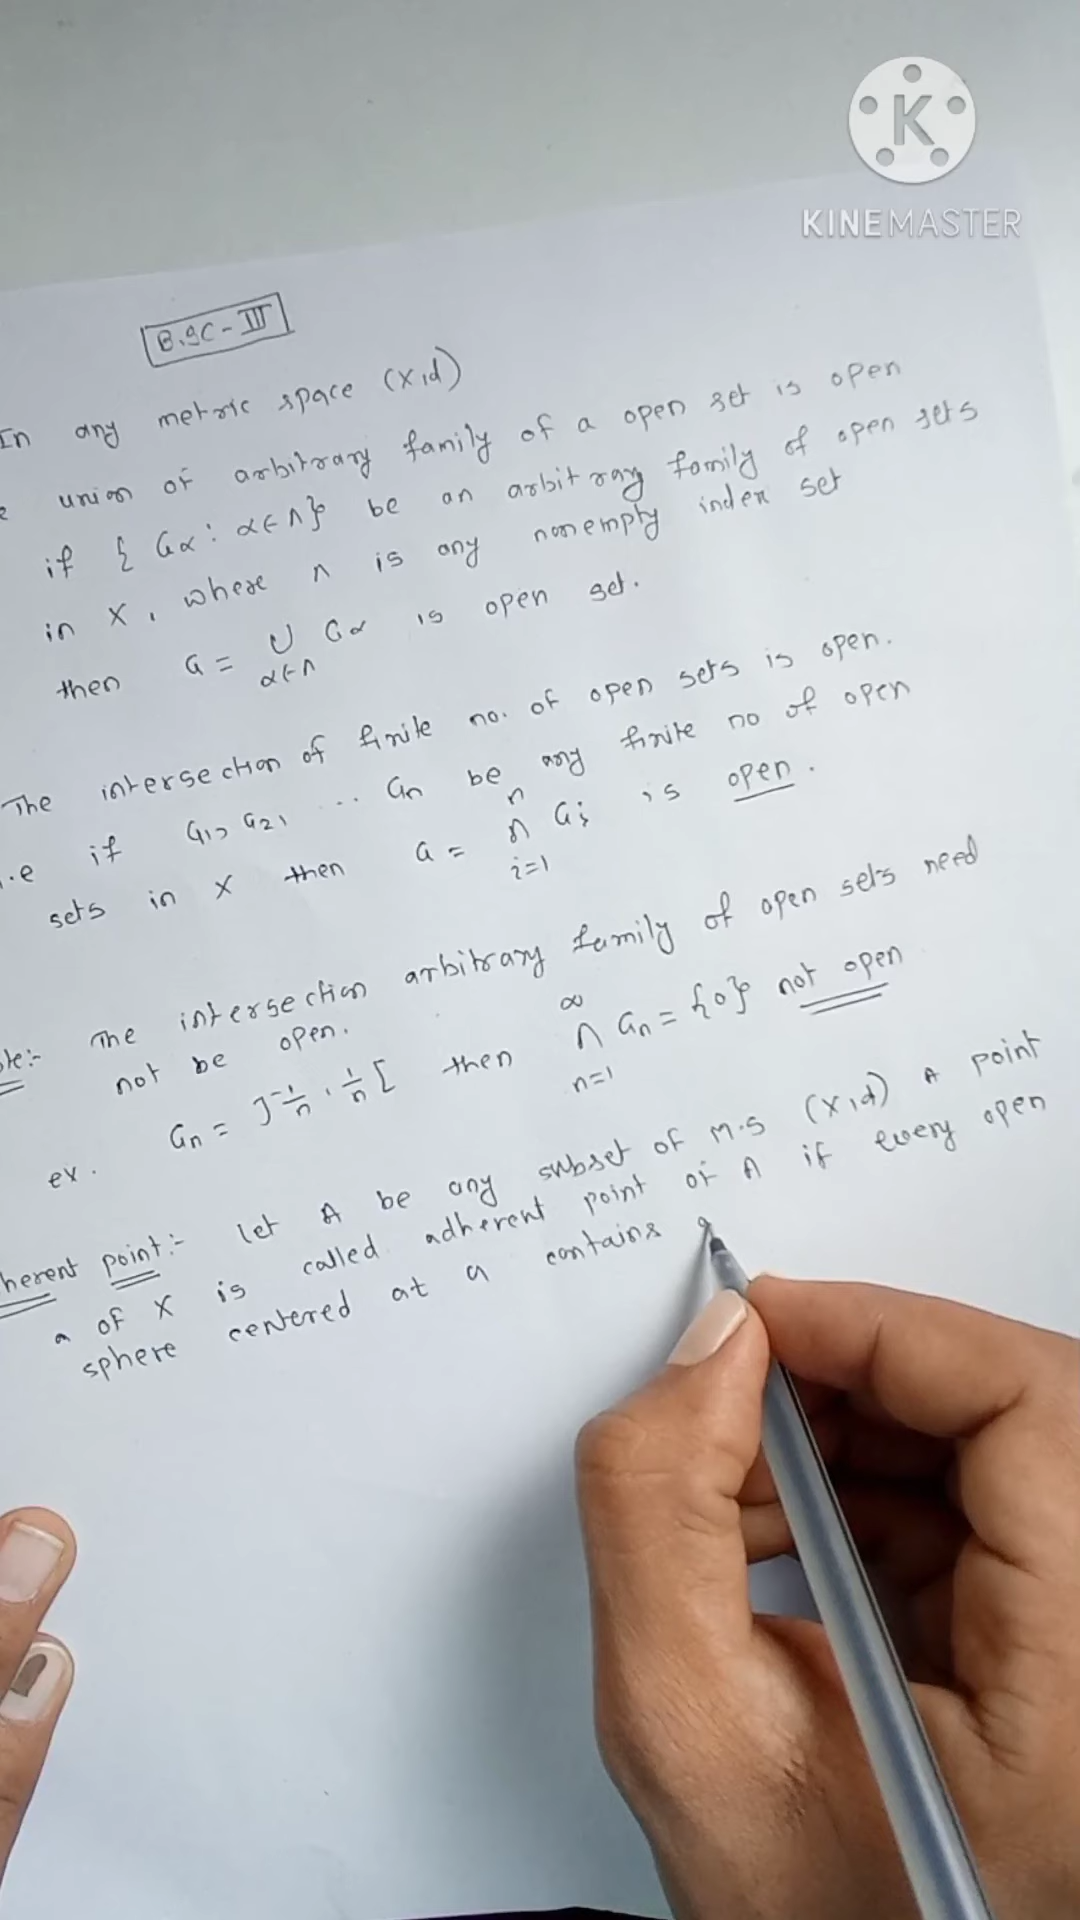 K
KINEMASTER
B.SC-III
In any metric space (X,d)
union of arbitrary family of a open set is open
if { Gα : α∈Λ} be an arbitrary family of open sets
in X, where Λ is any nonempty index set
then G = ∪ Gα is open set.
α∈Λ
The intersection of finite no. of open sets is open.
.e if G1, G2, ... Gn be any finite no of open
sets in X then G = ∩ Gi is open.
n
i=1
te:- The intersection arbitrary family of open sets need
not be open.
ex. Gn = ]-1/n, 1/n[ then ∩ Gn = {0} not open
∞
n=1
herent point:- let A be any subset of M.S (X,d) A point
a of X is called adherent point of A if every open
sphere centered at a contains